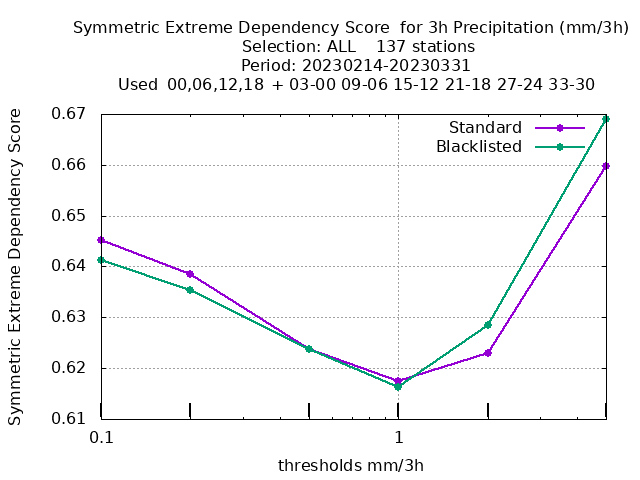 Symmetric Extreme Dependency Score  for 3h Precipitation (mm/3h)
Selection: ALL    137 stations
Period: 20230214-20230331
Used  00,06,12,18  + 03-00 09-06 15-12 21-18 27-24 33-30
Symmetric Extreme Dependency Score
0.67
0.66
0.65
0.64
0.63
0.62
0.61
Standard
Blacklisted
0.1
1
thresholds mm/3h